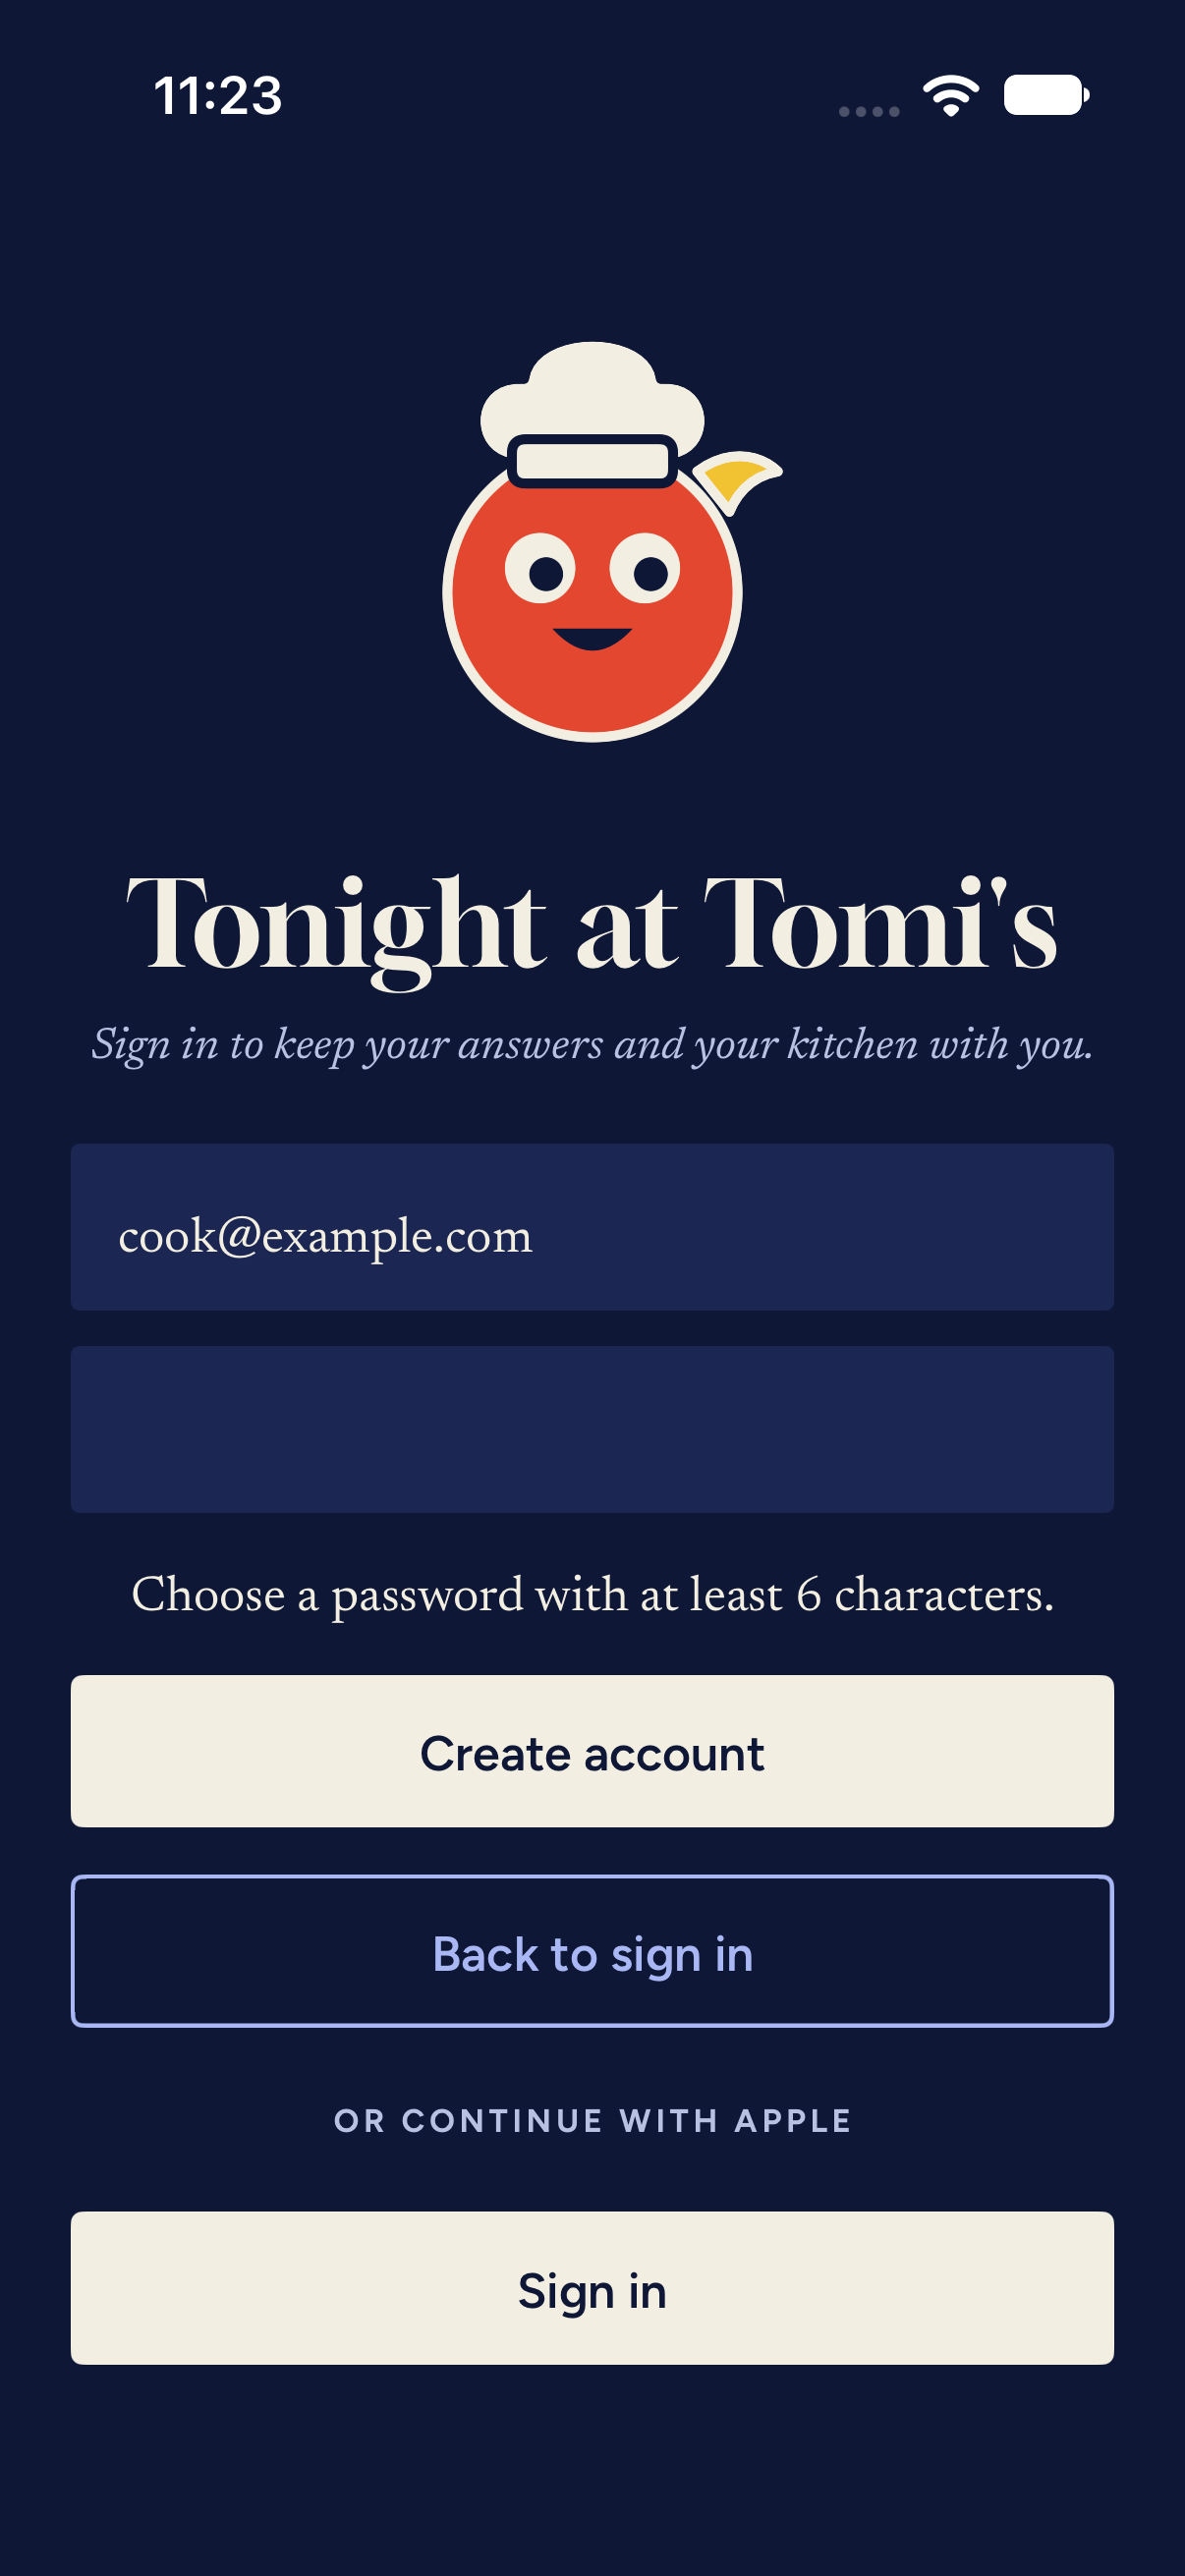 11:23
Tonight at Tomi's
Sign in to keep your answers and your kitchen with you.
cook@example.com
Choose a password with at least 6 characters.
Create account
Back to sign in
OR CONTINUE WITH APPLE
Sign in